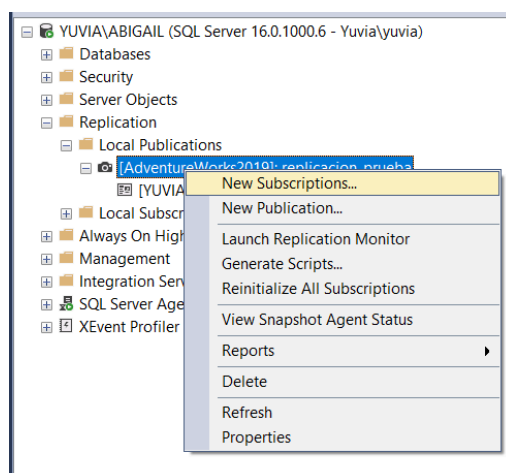 YUVIA\ABIGAIL (SQL Server 16.0.1000.6 - Yuvia\yuvia)
Databases
Security
Server Objects
Replication
Local Publications
[AdventureWorks2019]: replicacion_prueba
[YUVIA
Local Subscr
Always On High
Management
Integration Serv
SQL Server Age
XEvent Profiler
New Subscriptions...
New Publication...
Launch Replication Monitor
Generate Scripts...
Reinitialize All Subscriptions
View Snapshot Agent Status
Reports
Delete
Refresh
Properties